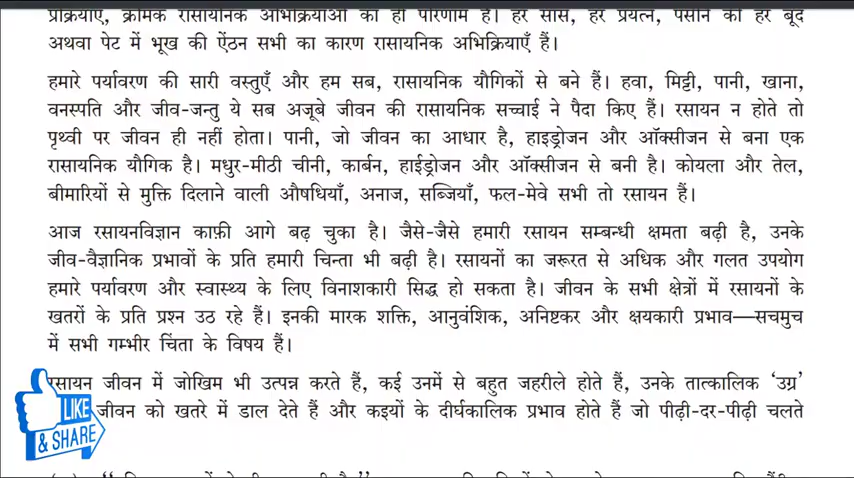 प्रक्रियाएँ, क्रमिक रासायनिक अभिक्रियाओं का ही परिणाम हैं। हर साँस, हर प्रयत्न, पसीने की हर बूँद
अथवा पेट में भूख की ऐंठन सभी का कारण रासायनिक अभिक्रियाएँ हैं।
हमारे पर्यावरण की सारी वस्तुएँ और हम सब, रासायनिक यौगिकों से बने हैं। हवा, मिट्टी, पानी, खाना,
वनस्पति और जीव-जन्तु ये सब अजूबे जीवन की रासायनिक सच्चाई ने पैदा किए हैं। रसायन न होते तो
पृथ्वी पर जीवन ही नहीं होता। पानी, जो जीवन का आधार है, हाइड्रोजन और ऑक्सीजन से बना एक
रासायनिक यौगिक है। मधुर-मीठी चीनी, कार्बन, हाईड्रोजन और ऑक्सीजन से बनी है। कोयला और तेल,
बीमारियों से मुक्ति दिलाने वाली औषधियाँ, अनाज, सब्जियाँ, फल-मेवे सभी तो रसायन हैं।
आज रसायनविज्ञान काफ़ी आगे बढ़ चुका है। जैसे-जैसे हमारी रसायन सम्बन्धी क्षमता बढ़ी है, उनके
जीव-वैज्ञानिक प्रभावों के प्रति हमारी चिन्ता भी बढ़ी है। रसायनों का जरूरत से अधिक और गलत उपयोग
हमारे पर्यावरण और स्वास्थ्य के लिए विनाशकारी सिद्ध हो सकता है। जीवन के सभी क्षेत्रों में रसायनों के
खतरों के प्रति प्रश्न उठ रहे हैं। इनकी मारक शक्ति, आनुवंशिक, अनिष्टकर और क्षयकारी प्रभाव—सचमुच
में सभी गम्भीर चिंता के विषय हैं।
रसायन जीवन में जोखिम भी उत्पन्न करते हैं, कई उनमें से बहुत जहरीले होते हैं, उनके तात्कालिक ‘उग्र’
जीवन को खतरे में डाल देते हैं और कइयों के दीर्घकालिक प्रभाव होते हैं जो पीढ़ी-दर-पीढ़ी चलते
LIKE
& SHARE